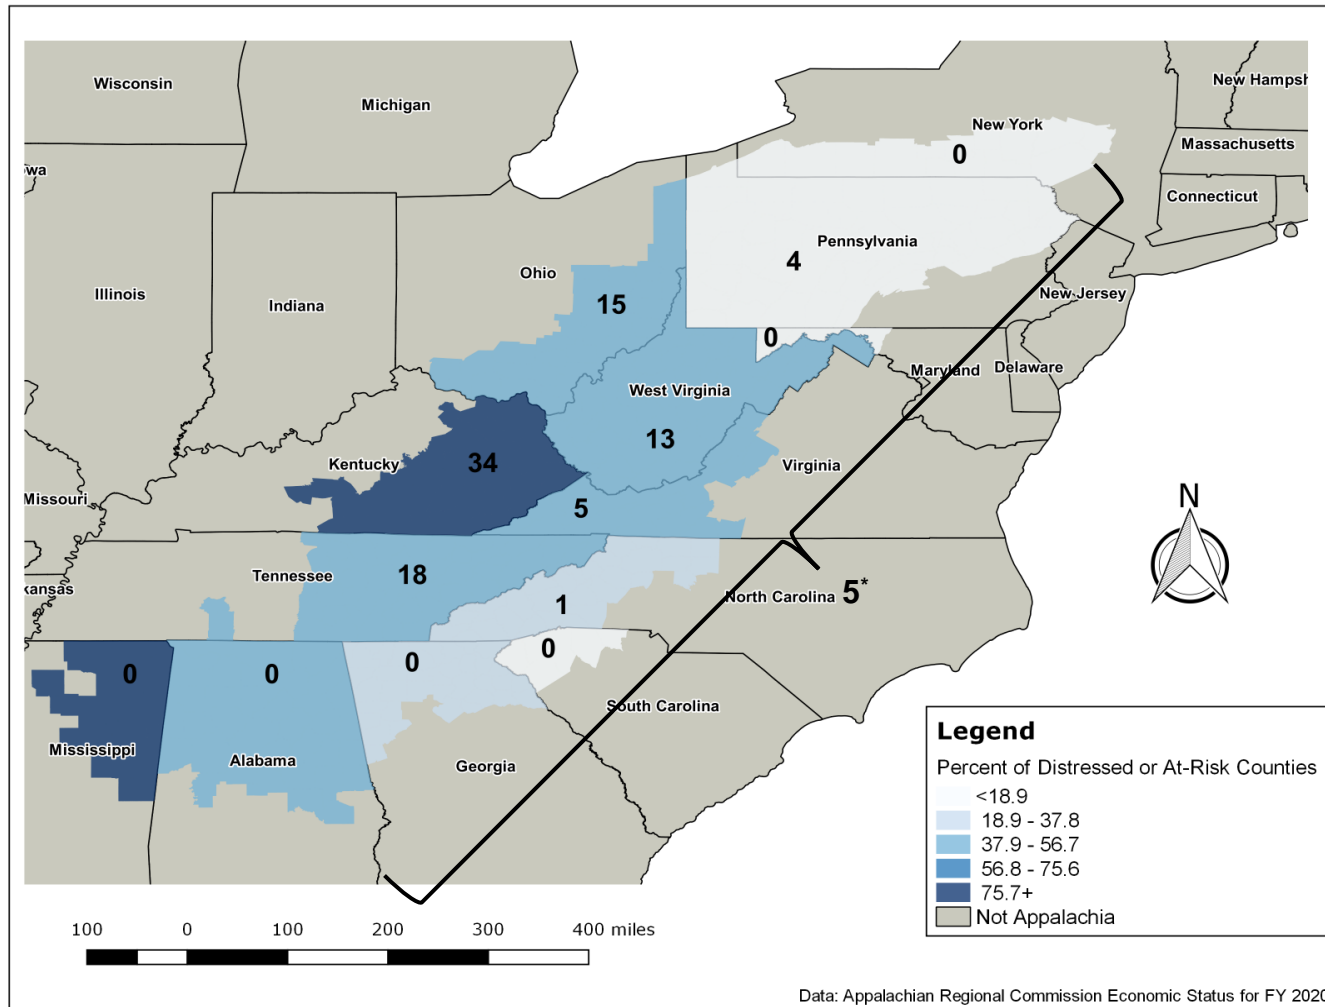 Wisconsin
Michigan
New Hampsh
New York
Massachusetts
0
wa
Connecticut
Pennsylvania
4
Ohio
Illinois
Indiana
New Jersey
15
0
Maryland
Delaware
West Virginia
13
Kentucky
34
Virginia
Missouri
5
N
Tennessee
18
kansas
1
North Carolina
5*
0
0
0
0
South Carolina
Mississippi
Alabama
Georgia
Legend
Percent of Distressed or At-Risk Counties
<18.9
18.9 - 37.8
37.9 - 56.7
56.8 - 75.6
75.7+
Not Appalachia
100 0 100 200 300 400 miles
Data: Appalachian Regional Commission Economic Status for FY 2020